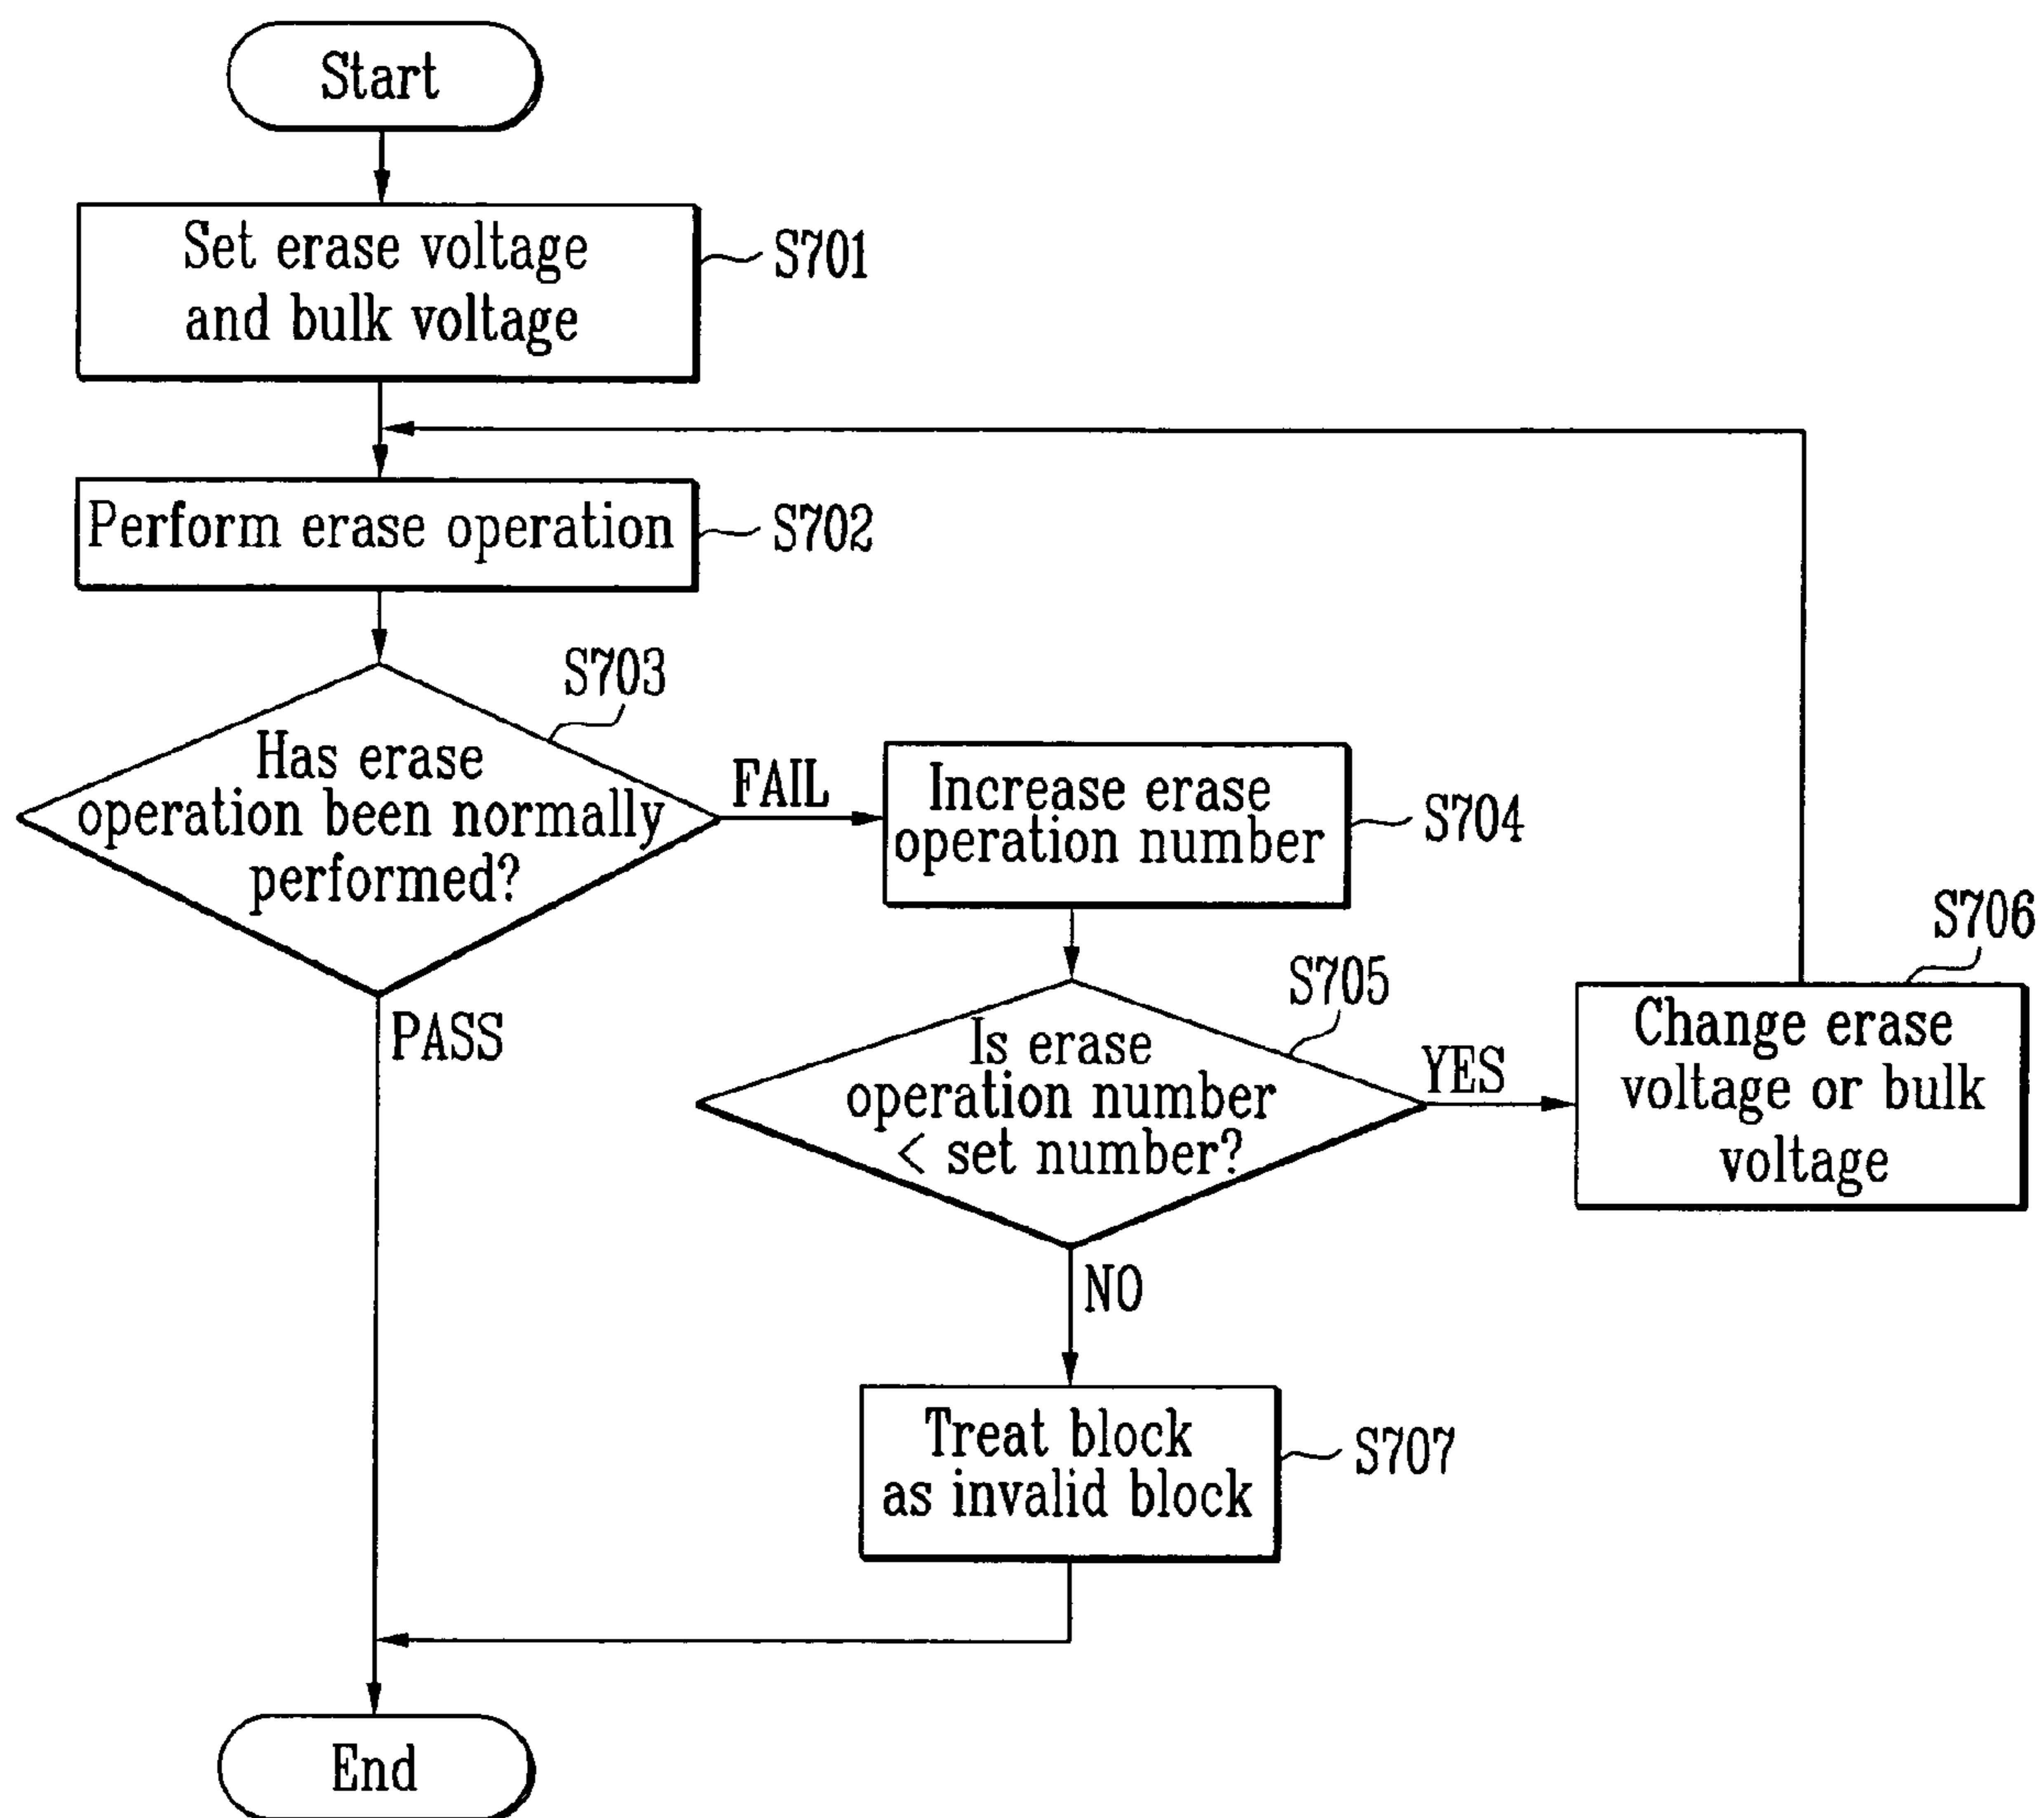 Start
Set erase voltage
and bulk voltage
S701
Perform erase operation
S702
S703
Has erase
operation been normally
performed?
FAIL
PASS
Increase erase
operation number
S704
S705
Is erase
operation number
< set number?
YES
NO
S706
Change erase
voltage or bulk
voltage
Treat block
as invalid block
S707
End